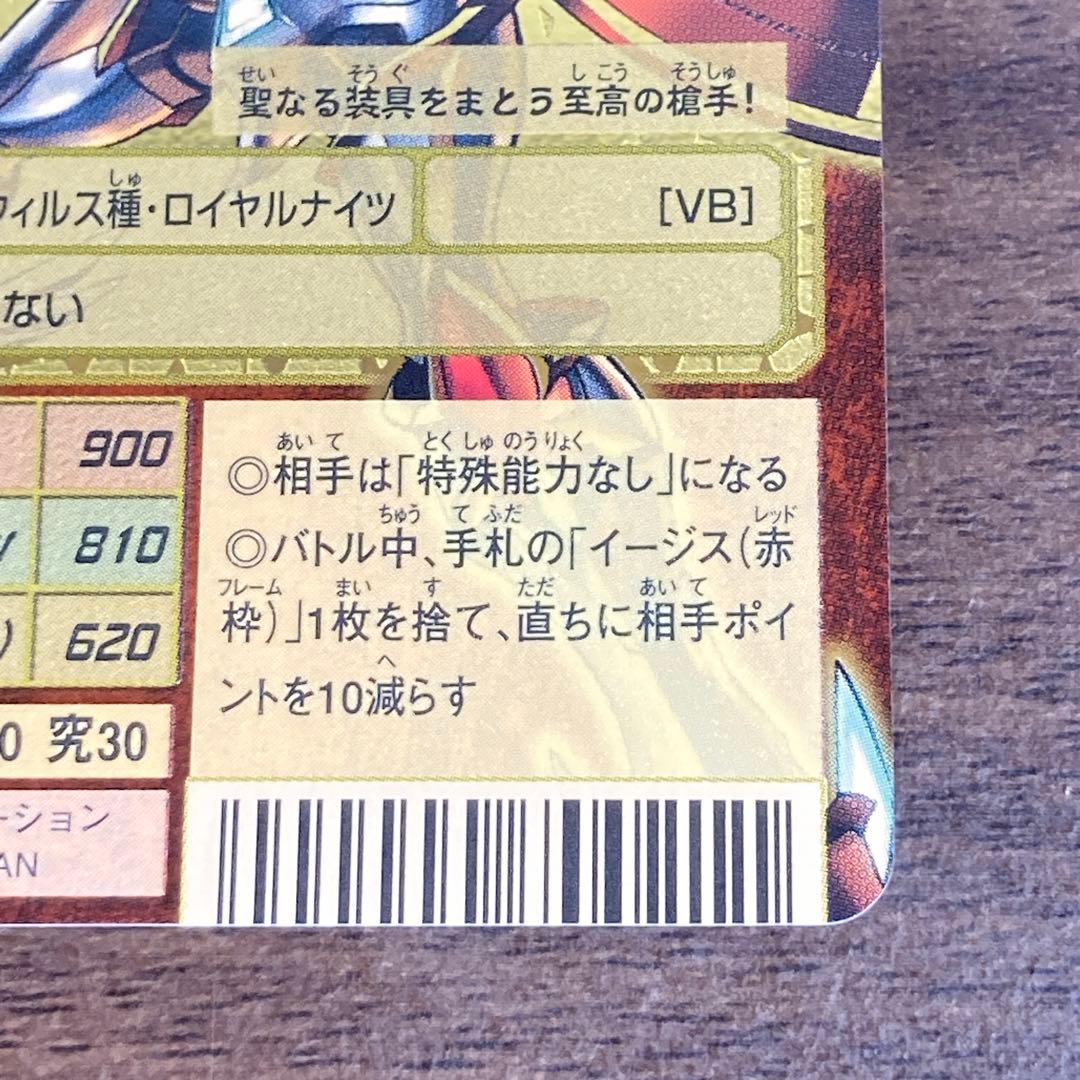 聖なる装具をまとう至高の槍手!
ウィルス種・ロイヤルナイツ [VB]
ない
900
810
620
0 究30
ーション
AN
◎相手は「特殊能力なし」になる
◎バトル中、手札の「イージス(赤
枠)」1枚を捨て、直ちに相手ポイ
ントを10減らす